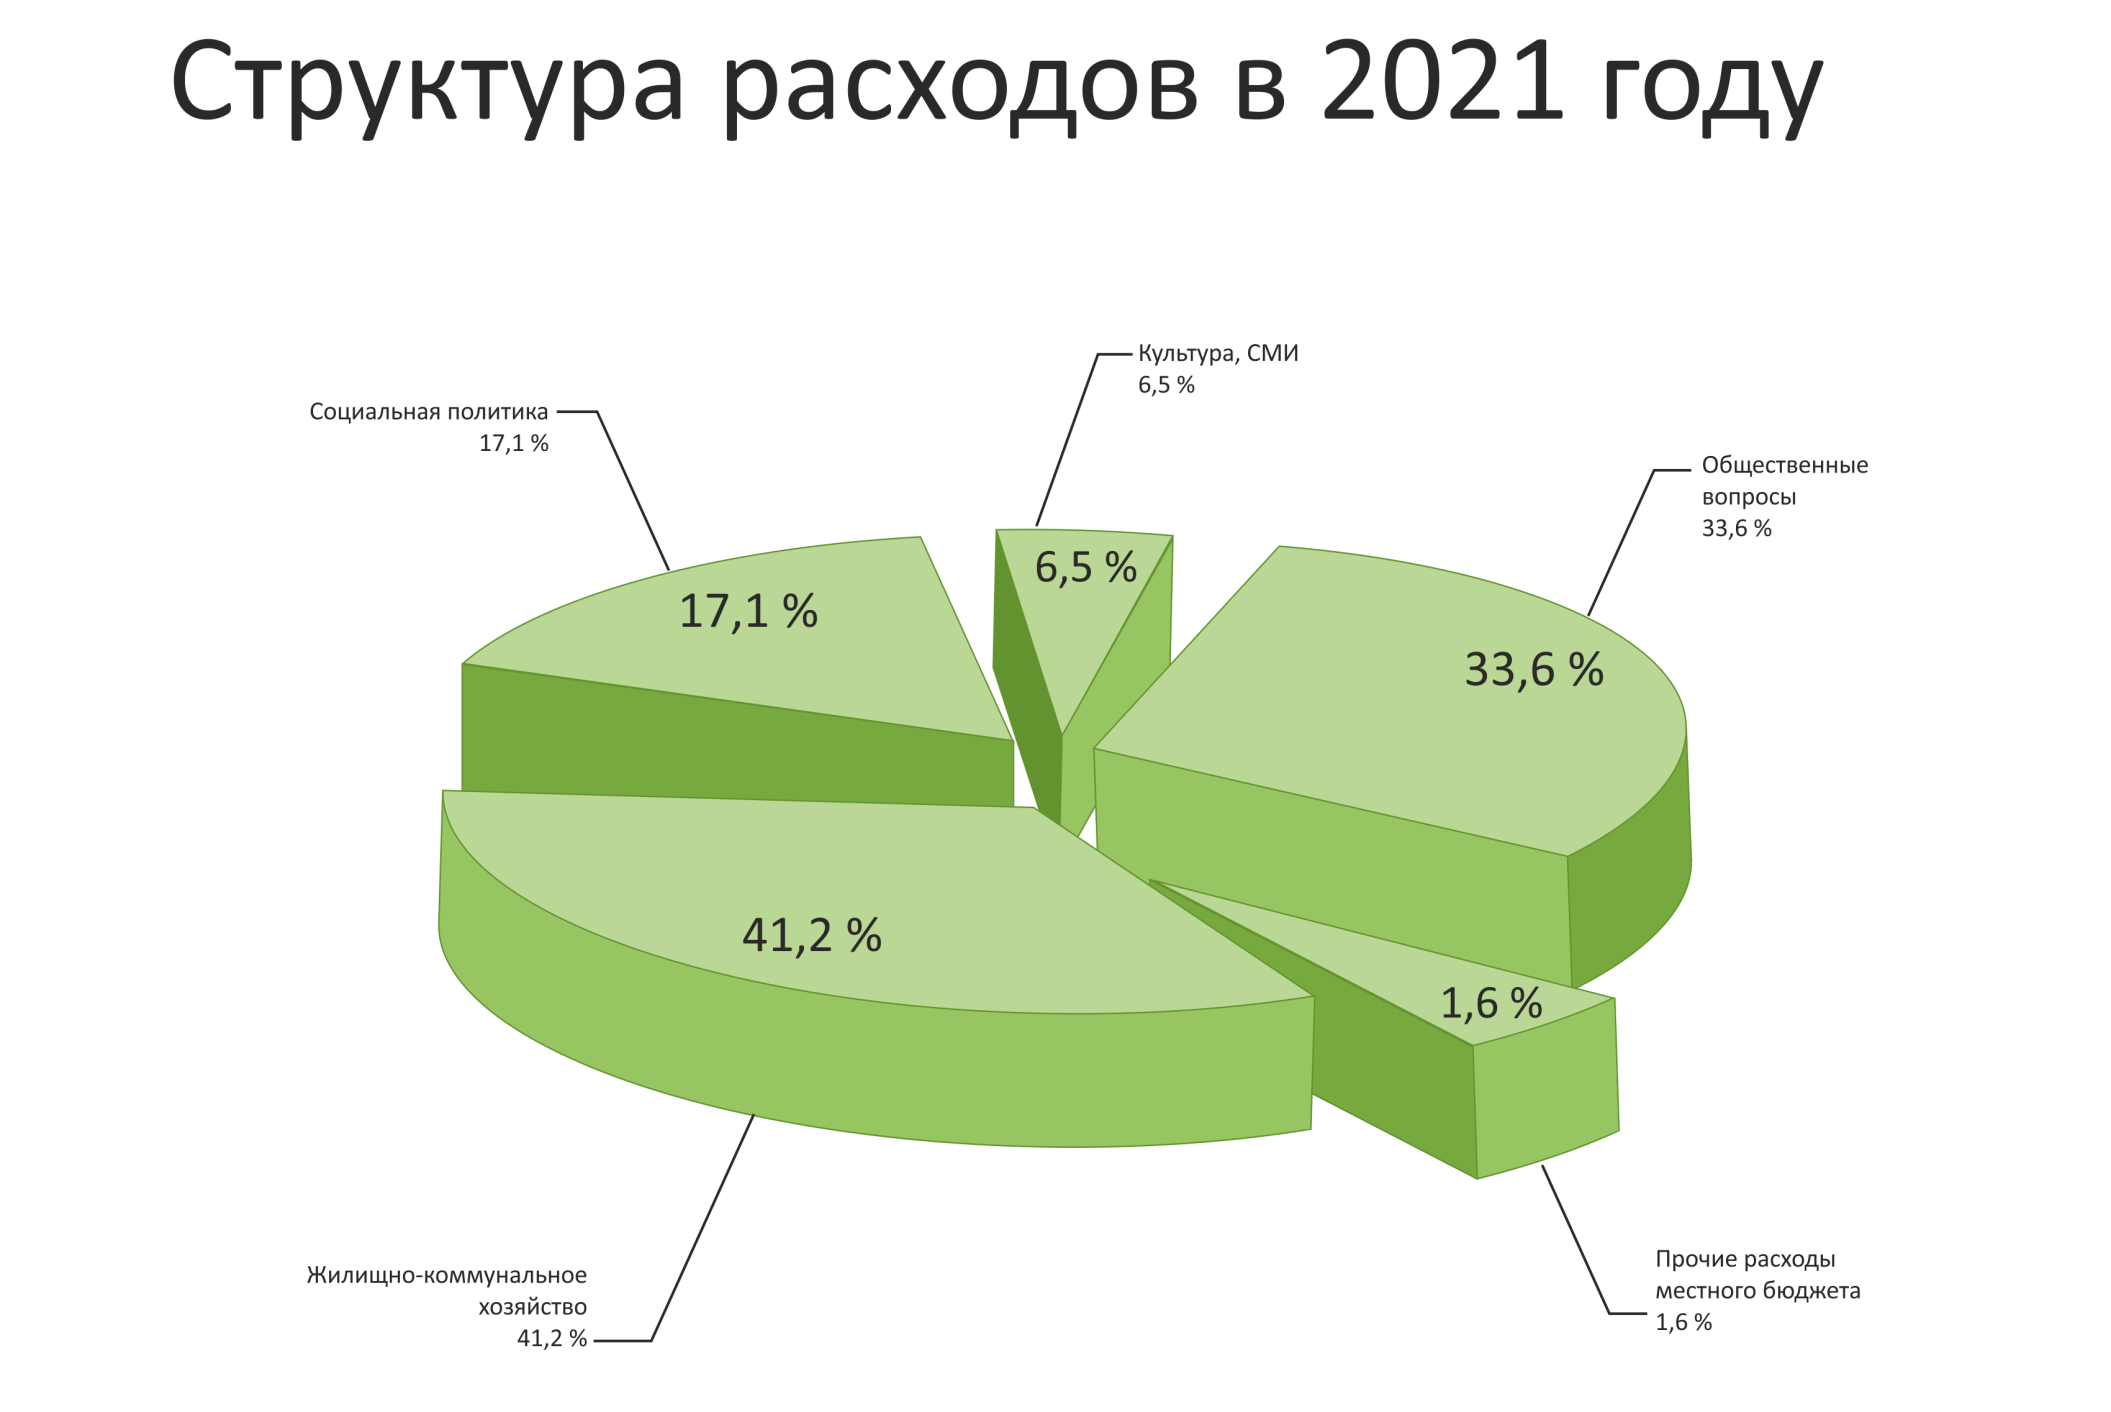 Структура расходов в 2021 году
Культура, СМИ
6,5 %
Социальная политика
17,1 %
Общественные
вопросы
33,6 %
6,5 %
17,1 %
33,6 %
41,2 %
1,6 %
Жилищно-коммунальное
хозяйство
41,2 %
Прочие расходы
местного бюджета
1,6 %